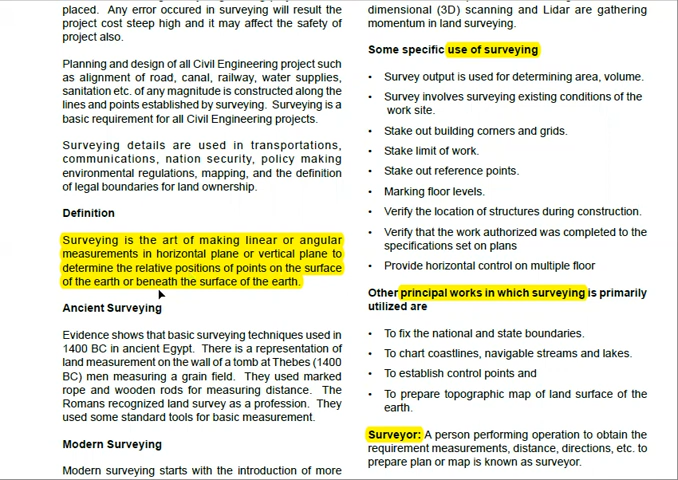 placed. Any error occured in surveying will result the
project cost steep high and it may affect the safety of
project also.
Planning and design of all Civil Engineering project such
as alignment of road, canal, railway, water supplies,
sanitation etc. of any magnitude is constructed along the
lines and points established by surveying. Surveying is a
basic requirement for all Civil Engineering projects.
Surveying details are used in transportations,
communications, nation security, policy making
environmental regulations, mapping, and the definition
of legal boundaries for land ownership.
Definition
Surveying is the art of making linear or angular
measurements in horizontal plane or vertical plane to
determine the relative positions of points on the surface
of the earth or beneath the surface of the earth.
Ancient Surveying
Evidence shows that basic surveying techniques used in
1400 BC in ancient Egypt. There is a representation of
land measurement on the wall of a tomb at Thebes (1400
BC) men measuring a grain field. They used marked
rope and wooden rods for measuring distance. The
Romans recognized land survey as a profession. They
used some standard tools for basic measurement.
Modern Surveying
Modern surveying starts with the introduction of more
dimensional (3D) scanning and Lidar are gathering
momentum in land surveying.
Some specific use of surveying
• Survey output is used for determining area, volume.
• Survey involves surveying existing conditions of the
work site.
• Stake out building corners and grids.
• Stake limit of work.
• Stake out reference points.
• Marking floor levels.
• Verify the location of structures during construction.
• Verify that the work authorized was completed to the
specifications set on plans
• Provide horizontal control on multiple floor
Other principal works in which surveying is primarily
utilized are
• To fix the national and state boundaries.
• To chart coastlines, navigable streams and lakes.
• To establish control points and
• To prepare topographic map of land surface of the
earth.
Surveyor: A person performing operation to obtain the
requirement measurements, distance, directions, etc. to
prepare plan or map is known as surveyor.